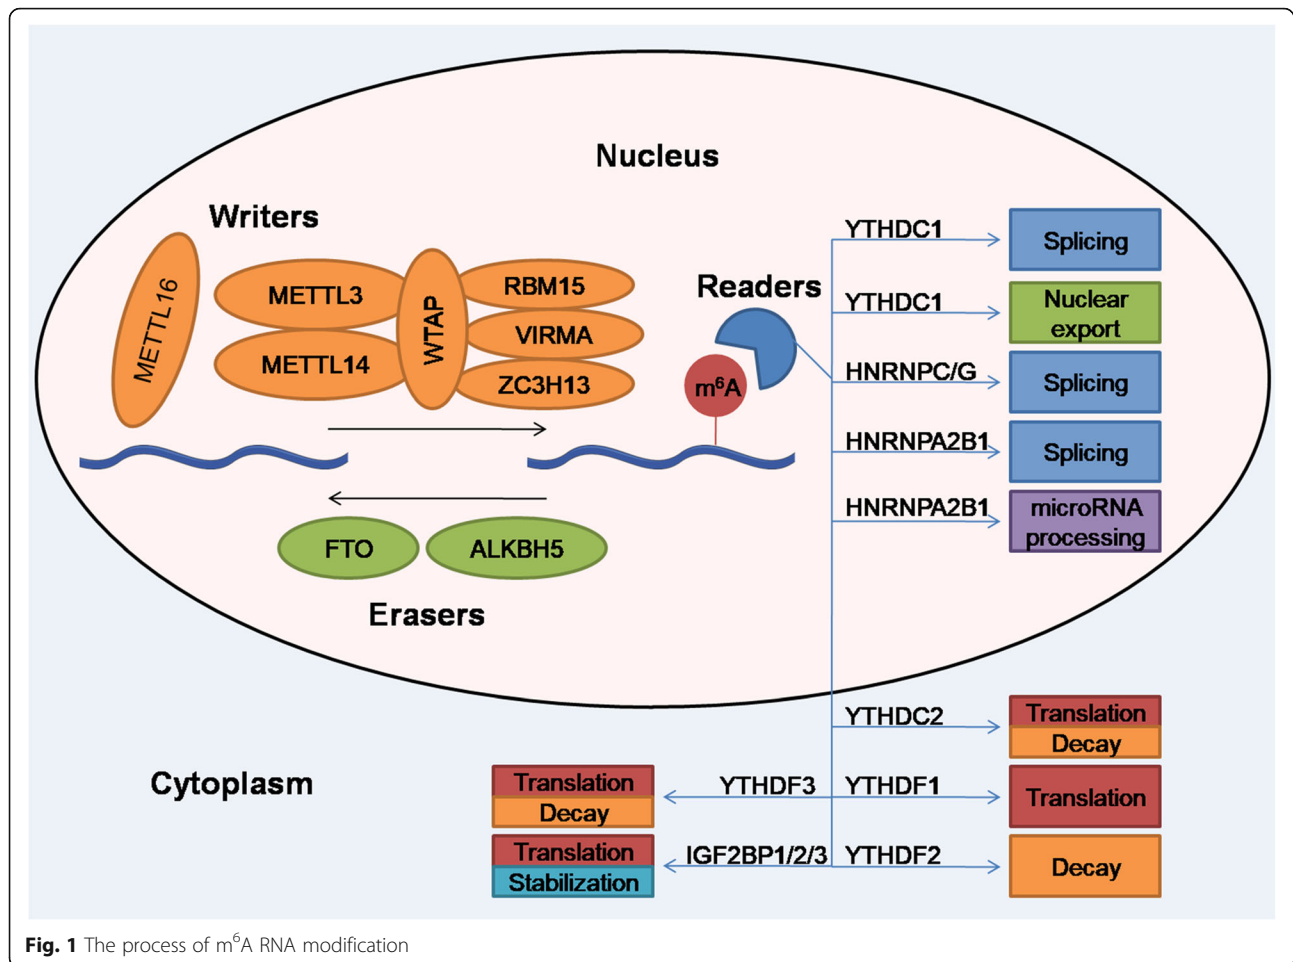 Nucleus
Writers
METTL16
METTL3
METTL14
WTAP
RBM15
VIRMA
ZC3H13
Readers
m⁶A
YTHDC1
Splicing
YTHDC1
Nuclear
export
HNRNPC/G
Splicing
HNRNPA2B1
Splicing
HNRNPA2B1
microRNA
processing
FTO
ALKBH5
Erasers
Cytoplasm
YTHDC2
Translation
Decay
Translation
Decay
YTHDF3
YTHDF1
Translation
Translation
Stabilization
IGF2BP1/2/3
YTHDF2
Decay
Fig. 1 The process of m⁶A RNA modification